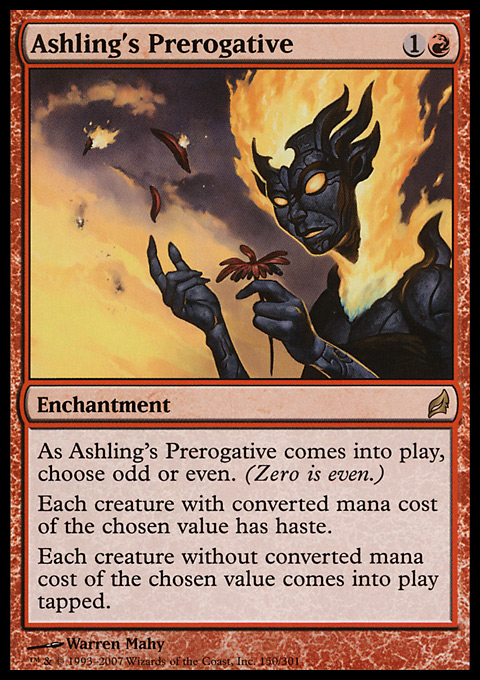 Ashling's Prerogative 1
Enchantment
As Ashling's Prerogative comes into play,
choose odd or even. (Zero is even.)
Each creature with converted mana cost
of the chosen value has haste.
Each creature without converted mana
cost of the chosen value comes into play
tapped.
Warren Mahy
™ & © 1993-2007 Wizards of the Coast, Inc. 150/301